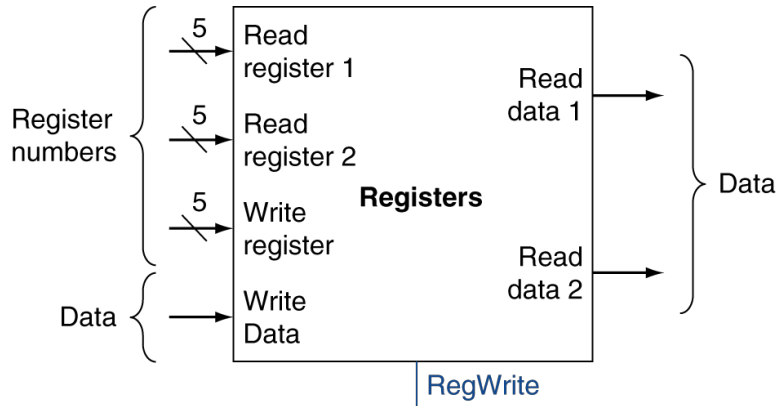 Register
numbers
Data
5
Read
register 1
5
Read
register 2
5
Write
register
Write
Data
Registers
Read
data 1
Read
data 2
Data
RegWrite